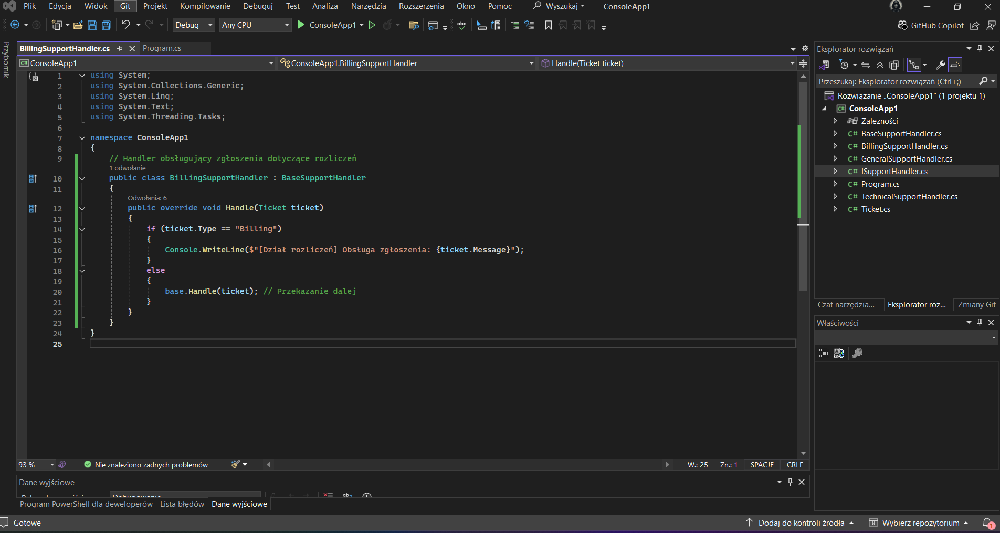 Plik Edycja Widok Git Projekt Kompilowanie Debuguj Test Analiza Narzędzia Rozszerzenia Okno Pomoc Wyszukaj ConsoleApp1
Debug Any CPU ConsoleApp1 GitHub Copilot
Przybornik
BillingSupportHandler.cs Program.cs
ConsoleApp1 ConsoleApp1.BillingSupportHandler Handle(Ticket ticket)
1 using System;
2 using System.Collections.Generic;
3 using System.Linq;
4 using System.Text;
5 using System.Threading.Tasks;
6
7 namespace ConsoleApp1
8 {
9 // Handler obsługujący zgłoszenia dotyczące rozliczeń
1 odwołanie
10 public class BillingSupportHandler : BaseSupportHandler
11 {
Odwołania: 6
12 public override void Handle(Ticket ticket)
13 {
14 if (ticket.Type == "Billing")
15 {
16 Console.WriteLine($"[Dział rozliczeń] Obsługa zgłoszenia: {ticket.Message}");
17 }
18 else
19 {
20 base.Handle(ticket); // Przekazanie dalej
21 }
22 }
23 }
24 }
25
93 % Nie znaleziono żadnych problemów W.: 25 Zn.: 1 SPACJE CRLF
Dane wyjściowe
Pokaż dane wyjściowe z: Debugowanie
Program PowerShell dla deweloperów Lista błędów Dane wyjściowe
Eksplorator rozwiązań
Przeszukaj: Eksplorator rozwiązań (Ctrl+;)
Rozwiązanie „ConsoleApp1” (1 projektu 1)
ConsoleApp1
Zależności
C# BaseSupportHandler.cs
C# BillingSupportHandler.cs
C# GeneralSupportHandler.cs
C# ISupportHandler.cs
C# Program.cs
C# TechnicalSupportHandler.cs
C# Ticket.cs
Czat narzędzia... Eksplorator roz... Zmiany Git
Właściwości
Gotowe Dodaj do kontroli źródła Wybierz repozytorium 1